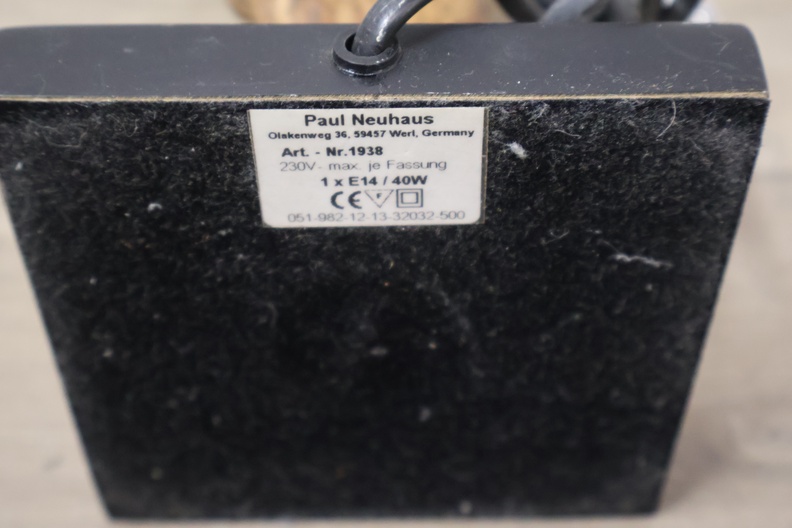 Paul Neuhaus
Olakenweg 36, 59457 Werl, Germany
Art. - Nr.1938
230V~ max. je Fassung
1 x E14 / 40W
CE F
051-982-12-13-32032-500